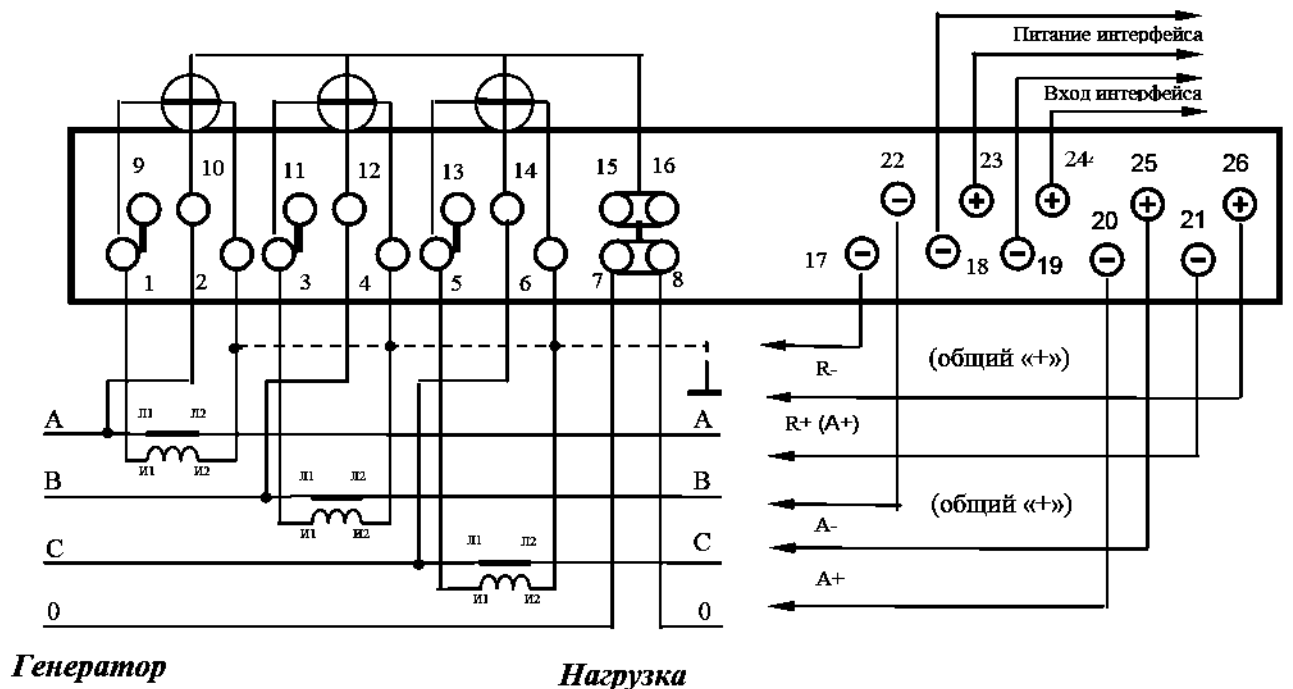 Питание интерфейса
Вход интерфейса
9 10 11 12 13 14 15 16 22 23 24 25 26
1 2 3 4 5 6 7 8 17 18 19 20 21
R-
(общий «+»)
A Л1 Л2 A
R+ (A+)
И1 И2
B Л1 Л2 B
(общий «+»)
A-
И1 И2
C Л1 Л2 C
A+
И1 И2
0 0
Генератор
Нагрузка